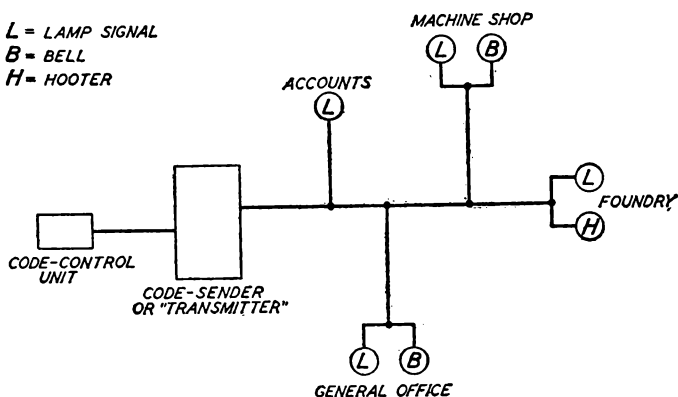 L = LAMP SIGNAL
B = BELL
H = HOOTER
MACHINE SHOP
L B
ACCOUNTS
L
L
FOUNDRY
H
CODE-CONTROL
UNIT
CODE-SENDER
OR "TRANSMITTER"
L B
GENERAL OFFICE